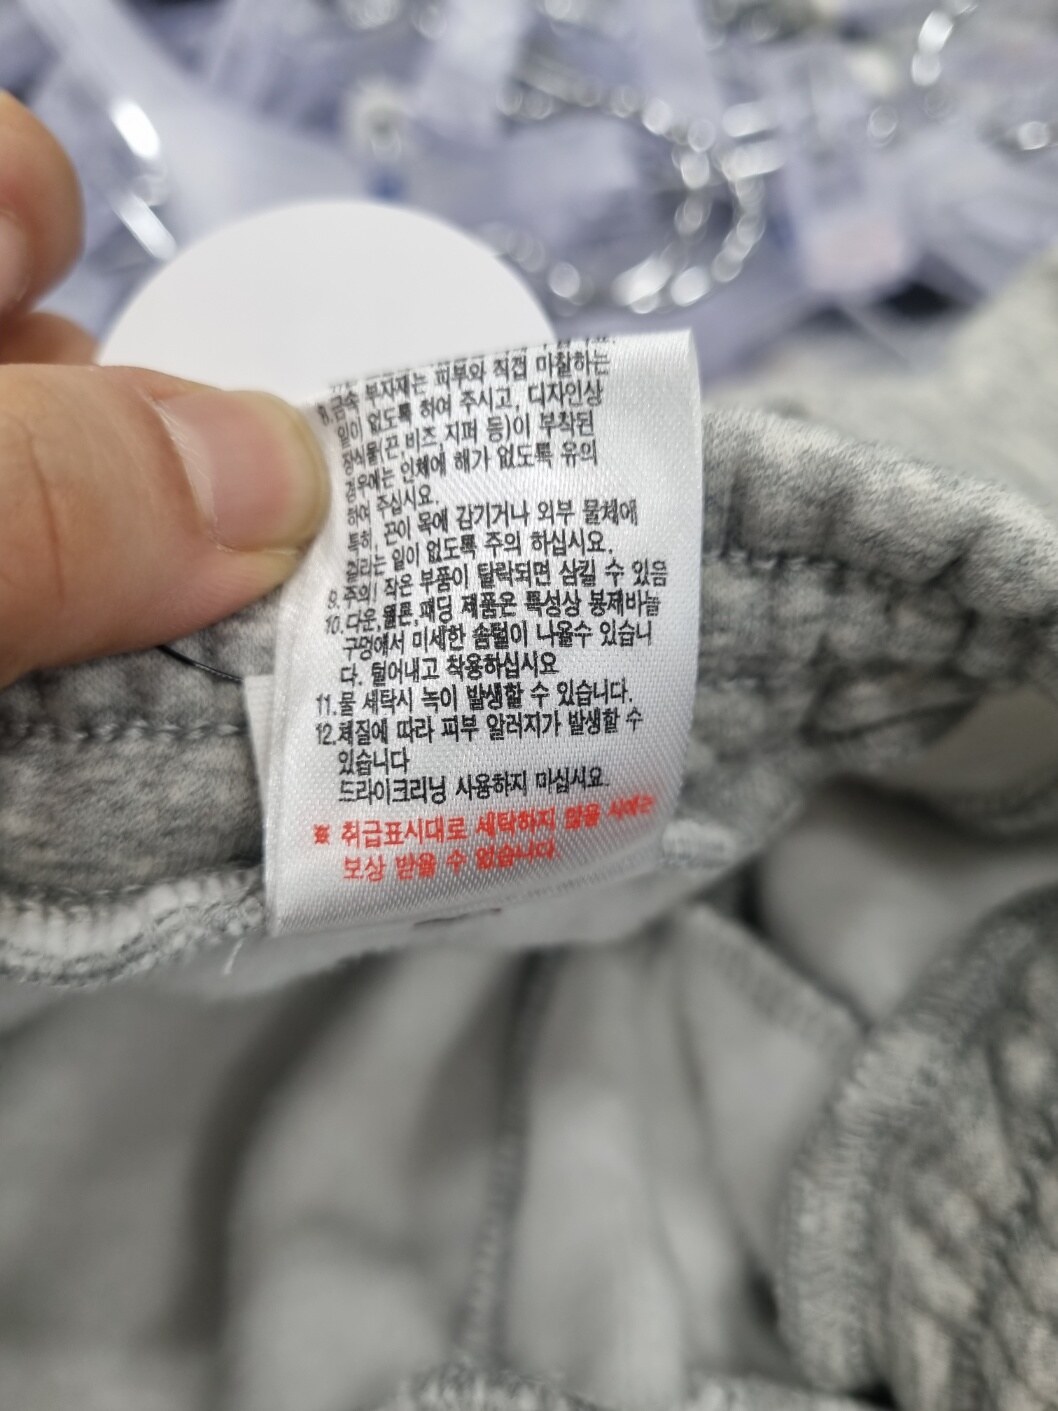 8.금속 부자재는 피부와 직접 마찰하는
일이 없도록 하여 주시고, 디자인상
장식물(끈,비즈 지퍼 등)이 부착된
경우에는 인체에 해가 없도록 유의
하여 주십시요.
특히, 끈이 목에 감기거나 외부 물체에
걸리는 일이 없도록 주의 하십시요.
9.주의! 작은 부품이 탈락되면 삼킬 수 있음
10.다운,웰론,패딩 제품은 특성상 봉제바늘
구멍에서 미세한 솜털이 나올수 있습니
다. 털어내고 착용하십시요
11.물 세탁시 녹이 발생할 수 있습니다.
12.체질에 따라 피부 알러지가 발생할 수
있습니다
드라이크리닝 사용하지 마십시요.
※ 취급표시대로 세탁하지 않을 시에는
보상 받을 수 없습니다.